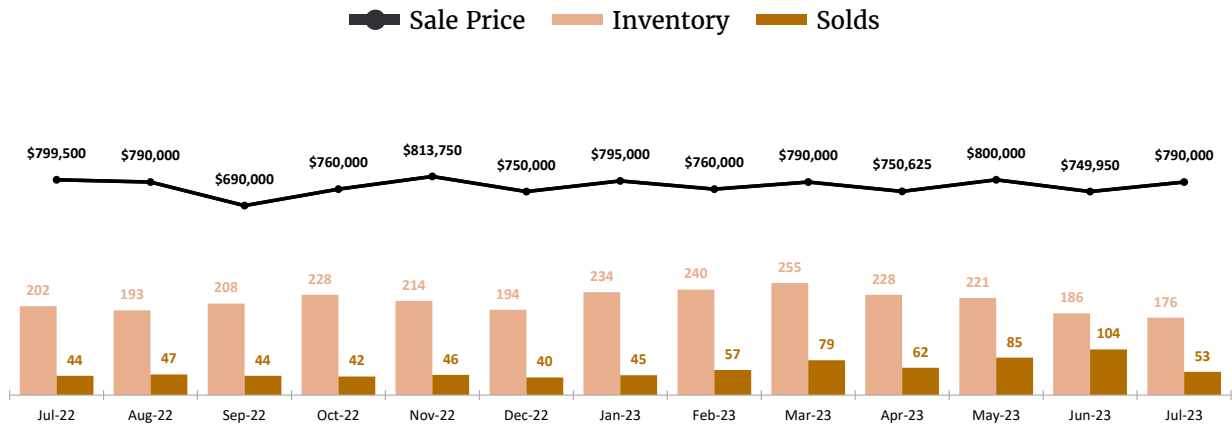 Sale Price Inventory Solds
$799,500 $790,000 $690,000 $760,000 $813,750 $750,000 $795,000 $760,000 $790,000 $750,625 $800,000 $749,950 $790,000
202 193 208 228 214 194 234 240 255 228 221 186 176
44 47 44 42 46 40 45 57 79 62 85 104 53
Jul-22 Aug-22 Sep-22 Oct-22 Nov-22 Dec-22 Jan-23 Feb-23 Mar-23 Apr-23 May-23 Jun-23 Jul-23